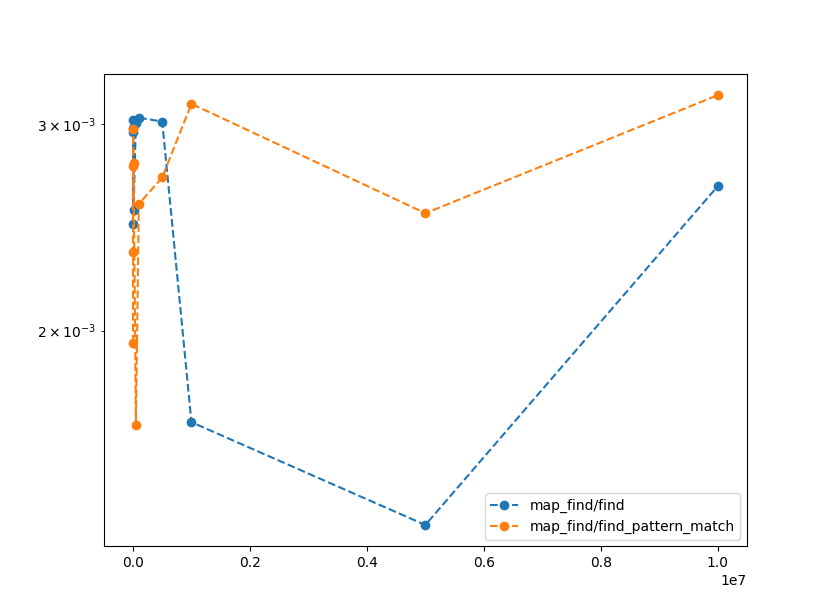 3 × 10⁻³
2 × 10⁻³
0.0 0.2 0.4 0.6 0.8 1.0
1e7
map_find/find
map_find/find_pattern_match